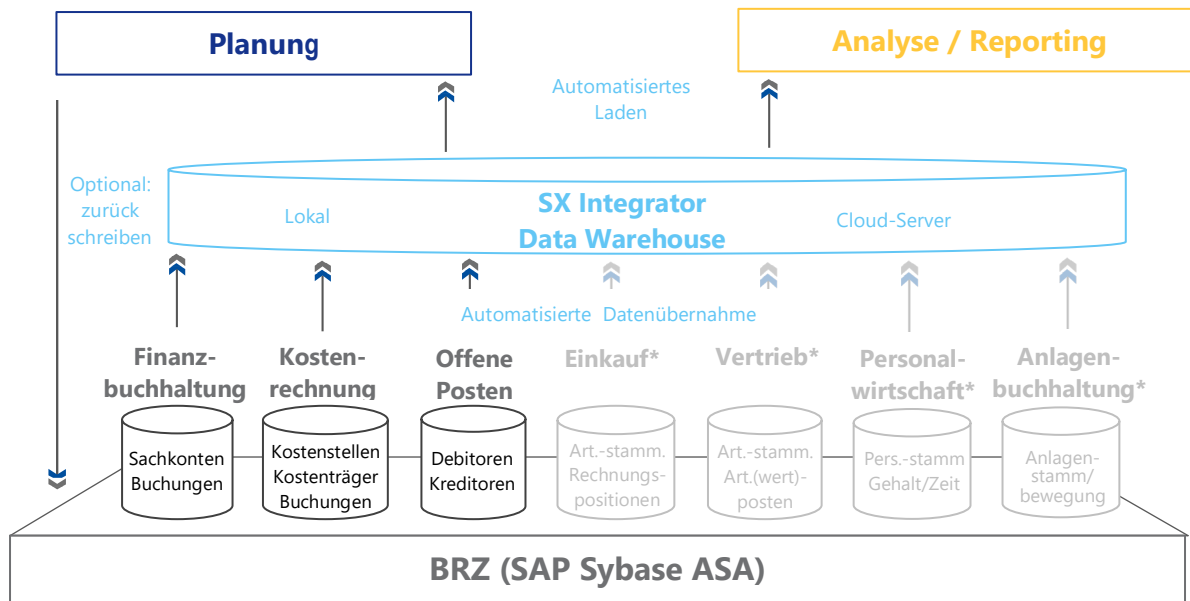 Planung
Analyse / Reporting
Automatisiertes
Laden
Optional:
zurück
schreiben
SX Integrator
Data Warehouse
Lokal
Cloud-Server
Automatisierte Datenübernahme
Finanz-
buchhaltung
Kosten-
rechnung
Offene
Posten
Einkauf*
Vertrieb*
Personal-
wirtschaft*
Anlagen-
buchhaltung*
Sachkonten
Buchungen
Kostenstellen
Kostenträger
Buchungen
Debitoren
Kreditoren
Art.-stamm.
Rechnungs-
positionen
Art.-stamm.
Art.(wert)-
posten
Pers.-stamm
Gehalt/Zeit
Anlagen-
stamm/
bewegung
BRZ (SAP Sybase ASA)